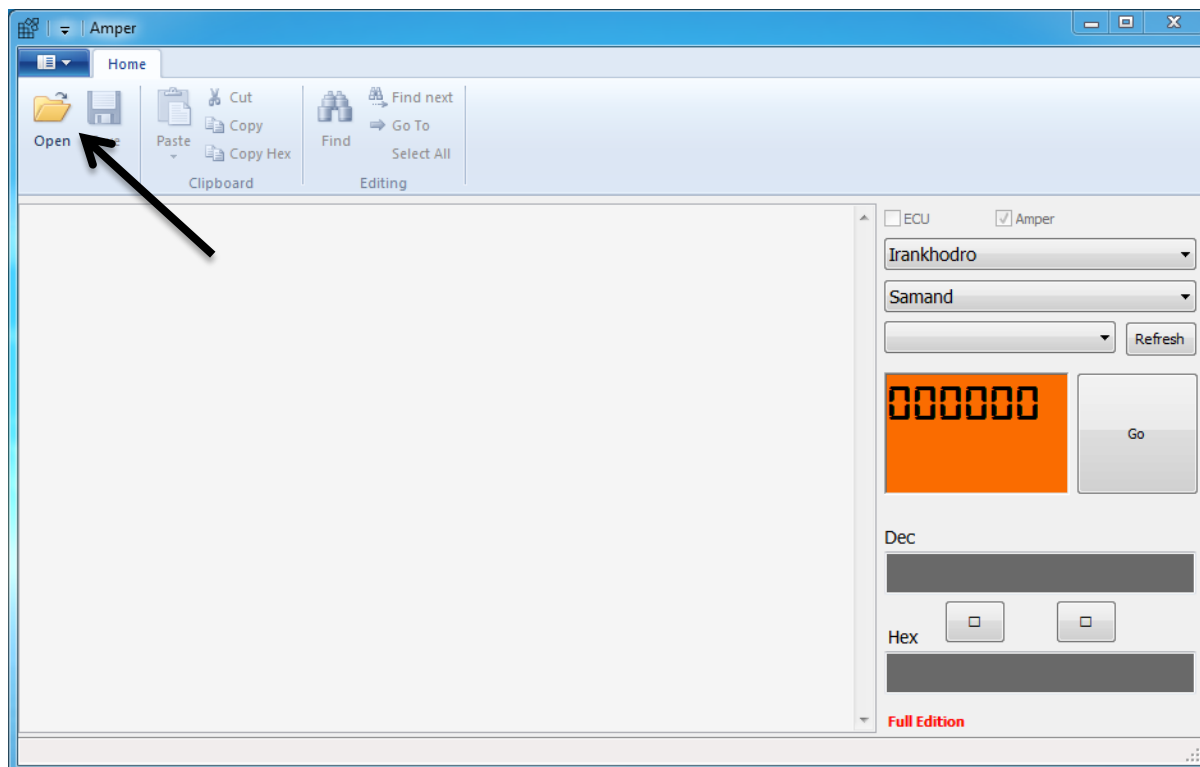 Amper
Home
Open
Paste
Cut
Copy
Copy Hex
Clipboard
Find
Find next
Go To
Select All
Editing
ECU
Amper
Irankhodro
Samand
Refresh
000000
Go
Dec
Hex
Full Edition